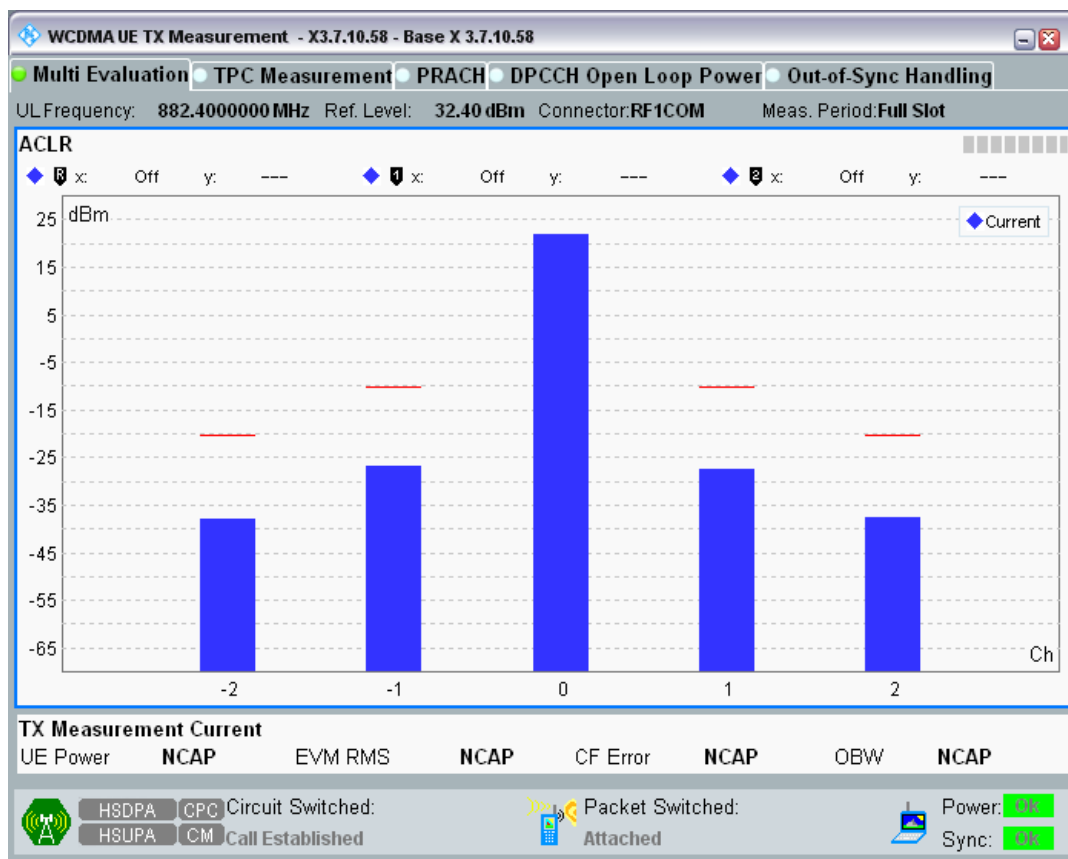 WCDMA UE TX Measurement - X3.7.10.58 - Base X 3.7.10.58
Multi Evaluation TPC Measurement PRACH DPCCH Open Loop Power Out-of-Sync Handling
UL Frequency: 882.4000000 MHz Ref. Level: 32.40 dBm Connector:RF1COM Meas. Period:Full Slot
ACLR
R x: Off y: --- 1 x: Off y: --- 2 x: Off y: ---
dBm
Current
25
15
5
-5
-15
-25
-35
-45
-55
-65
Ch
-2 -1 0 1 2
TX Measurement Current
UE Power NCAP EVM RMS NCAP CF Error NCAP OBW NCAP
HSDPA CPC Circuit Switched: Packet Switched: Power: OK
HSUPA CM Call Established Attached Sync: OK